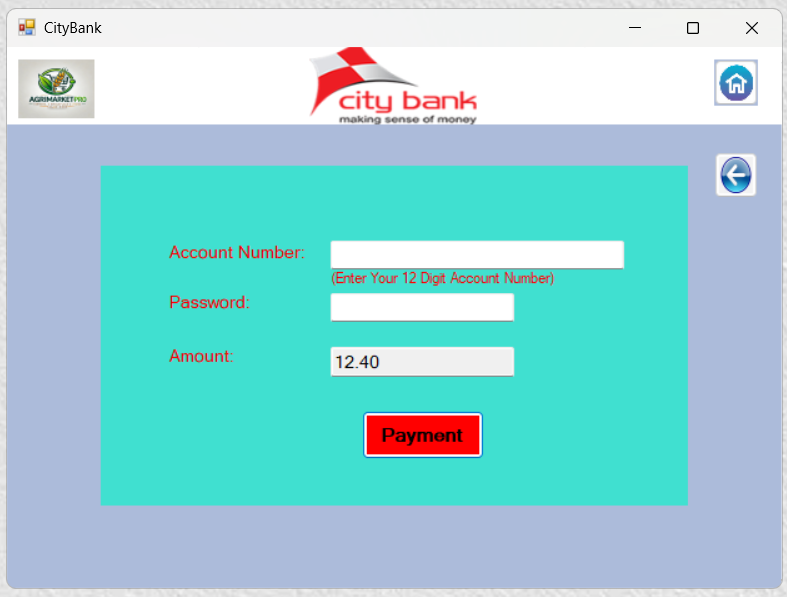 CityBank
AGRIMARKETPRO
city bank
making sense of money
Account Number:
(Enter Your 12 Digit Account Number)
Password:
Amount:
12.40
Payment